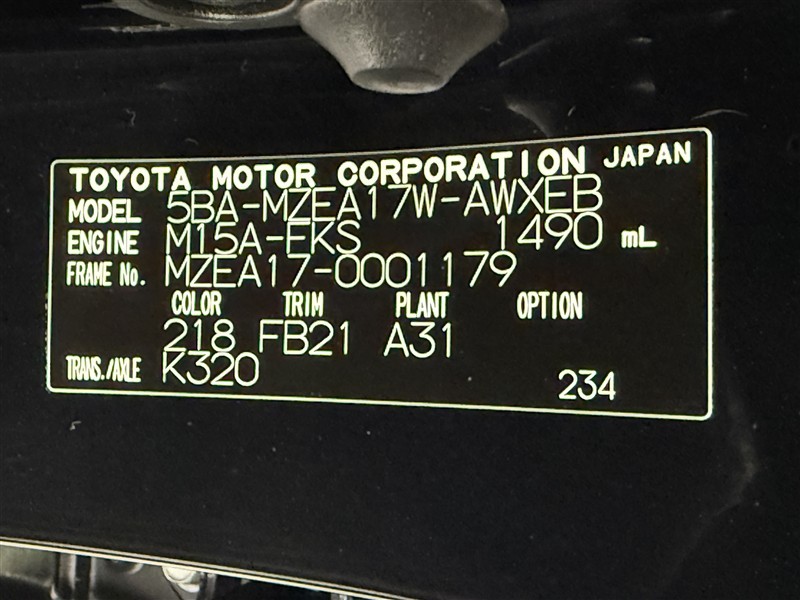 TOYOTA MOTOR CORPORATION JAPAN
MODEL 5BA-MZEA17W-AWXEB
ENGINE M15A-FKS 1490 mL
FRAME No. MZEA17-0001179
COLOR TRIM PLANT OPTION
218 FB21 A31
TRANS./AXLE K320
234